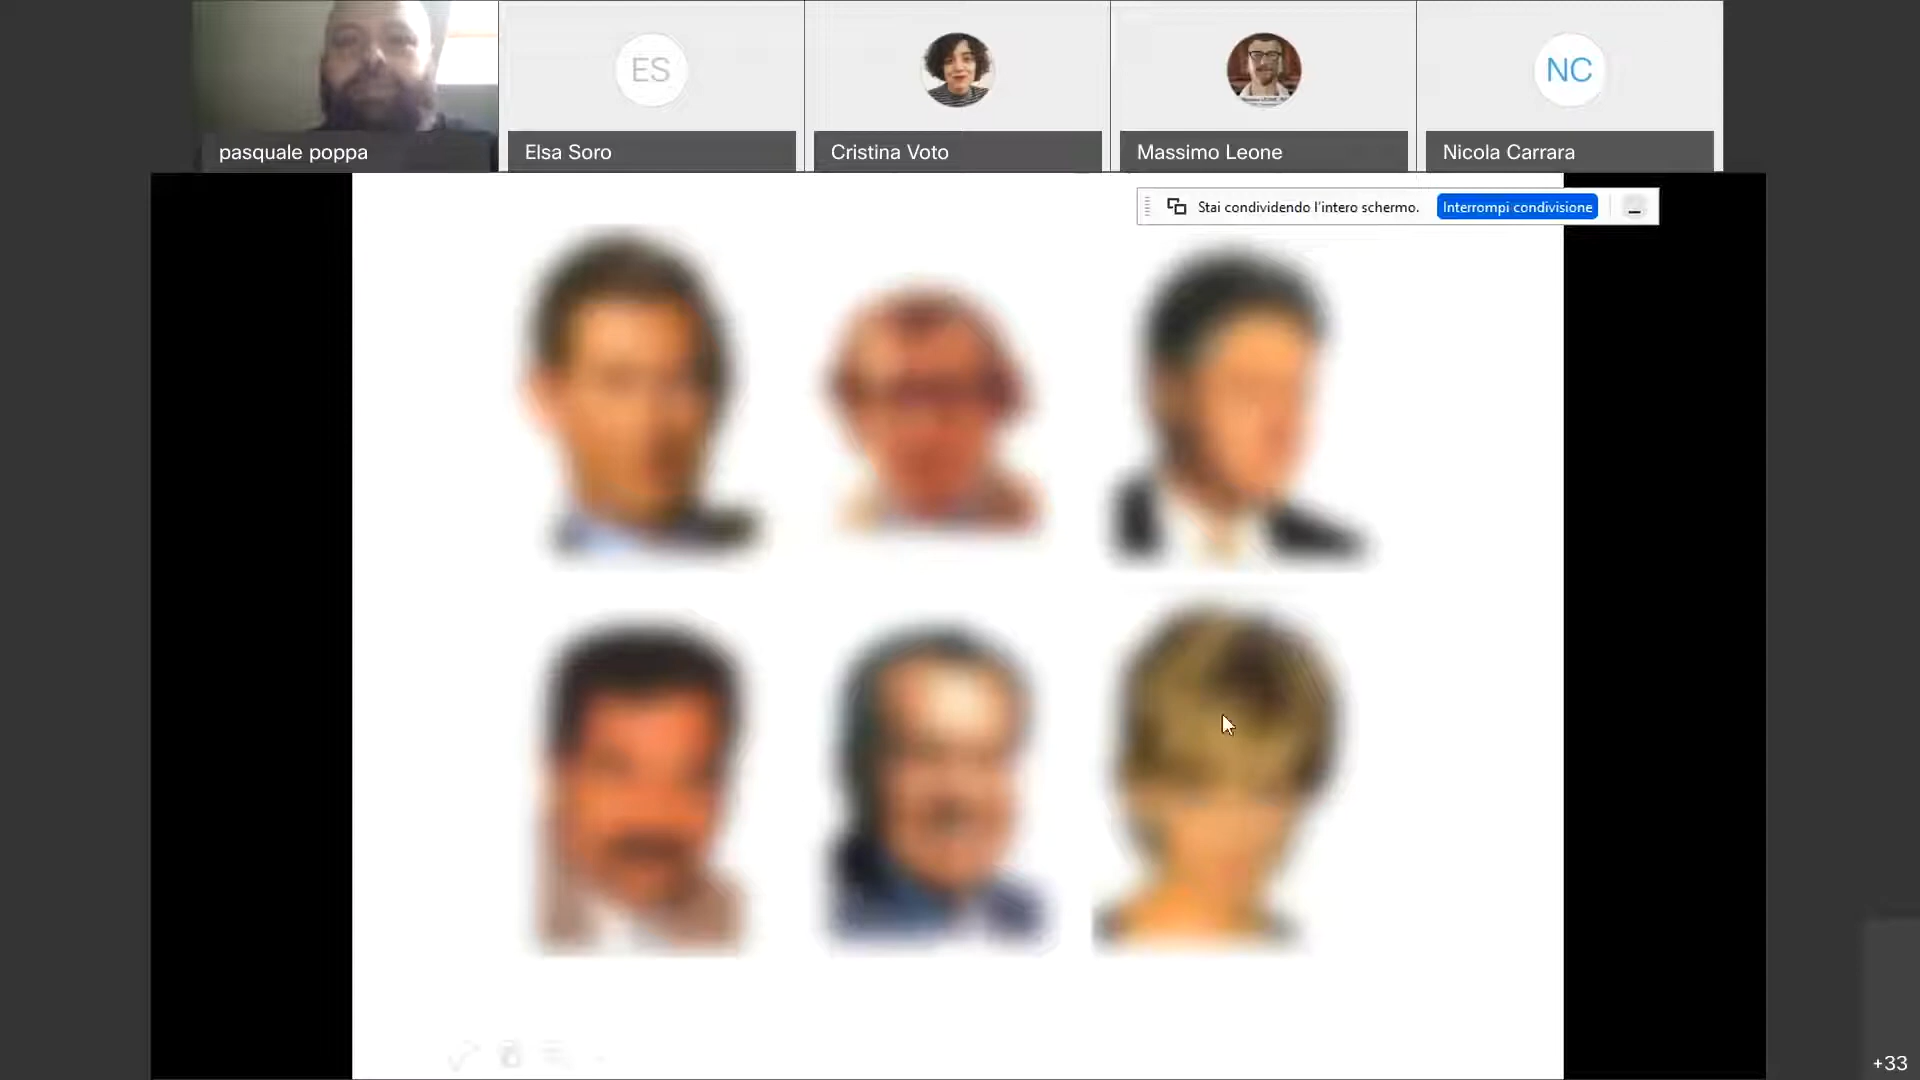 ES
NC
pasquale poppa
Elsa Soro
Cristina Voto
Massimo Leone
Nicola Carrara
Stai condividendo l'intero schermo.
Interrompi condivisione
+33